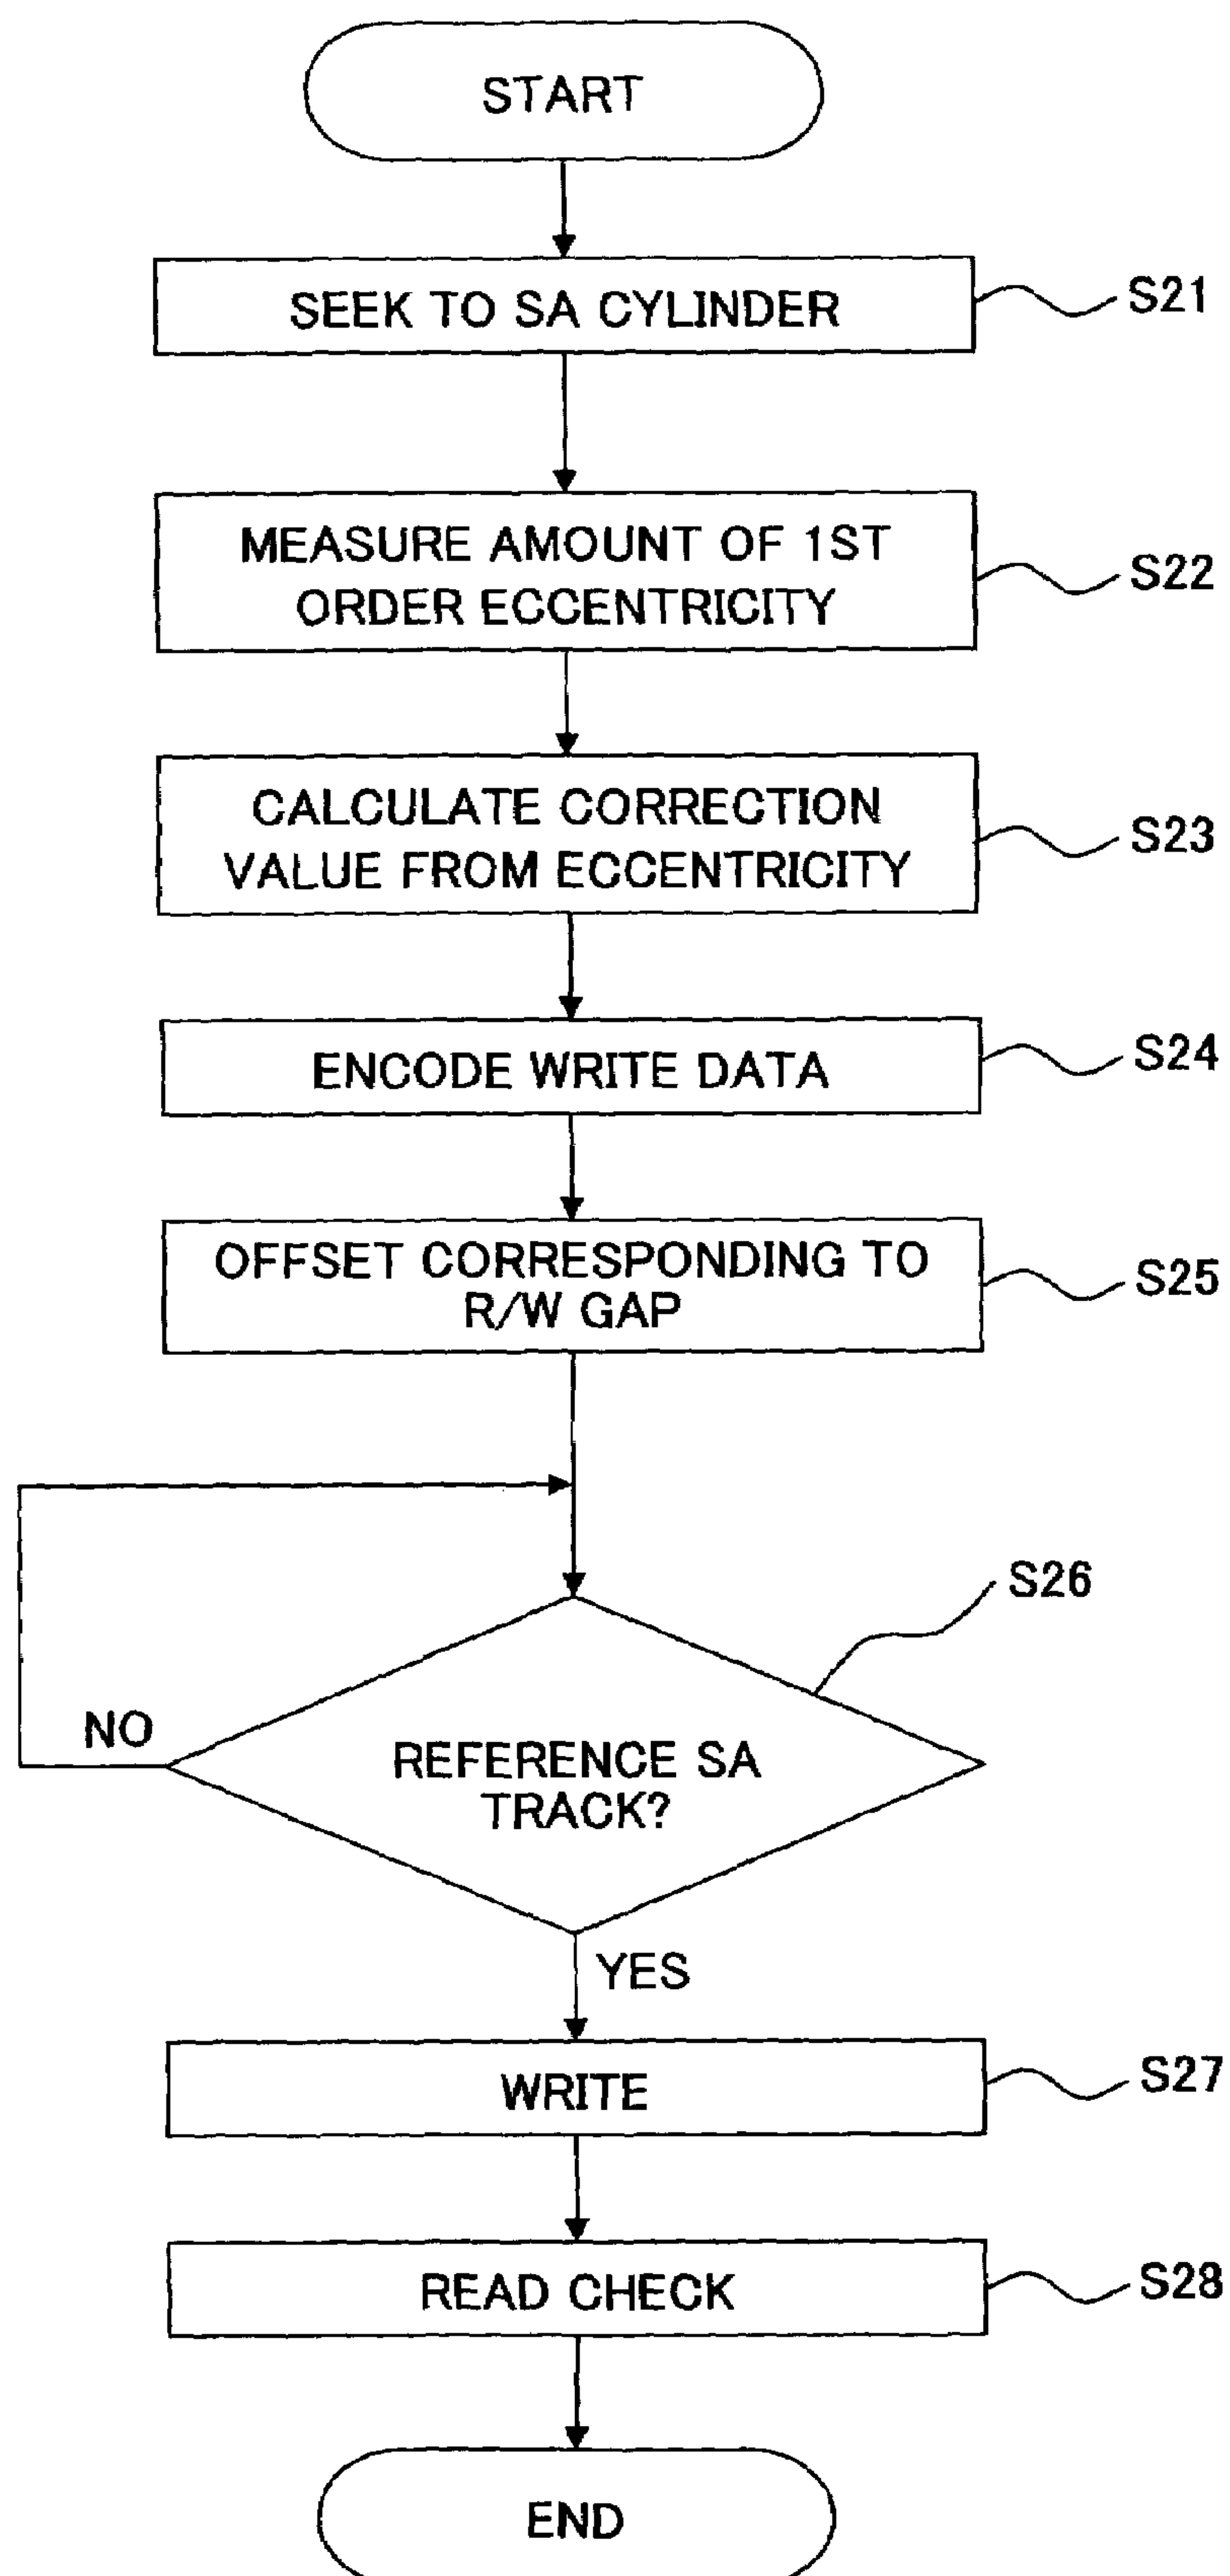 START
SEEK TO SA CYLINDER
S21
MEASURE AMOUNT OF 1ST
ORDER ECCENTRICITY
S22
CALCULATE CORRECTION
VALUE FROM ECCENTRICITY
S23
ENCODE WRITE DATA
S24
OFFSET CORRESPONDING TO
R/W GAP
S25
S26
NO
REFERENCE SA
TRACK?
YES
WRITE
S27
READ CHECK
S28
END